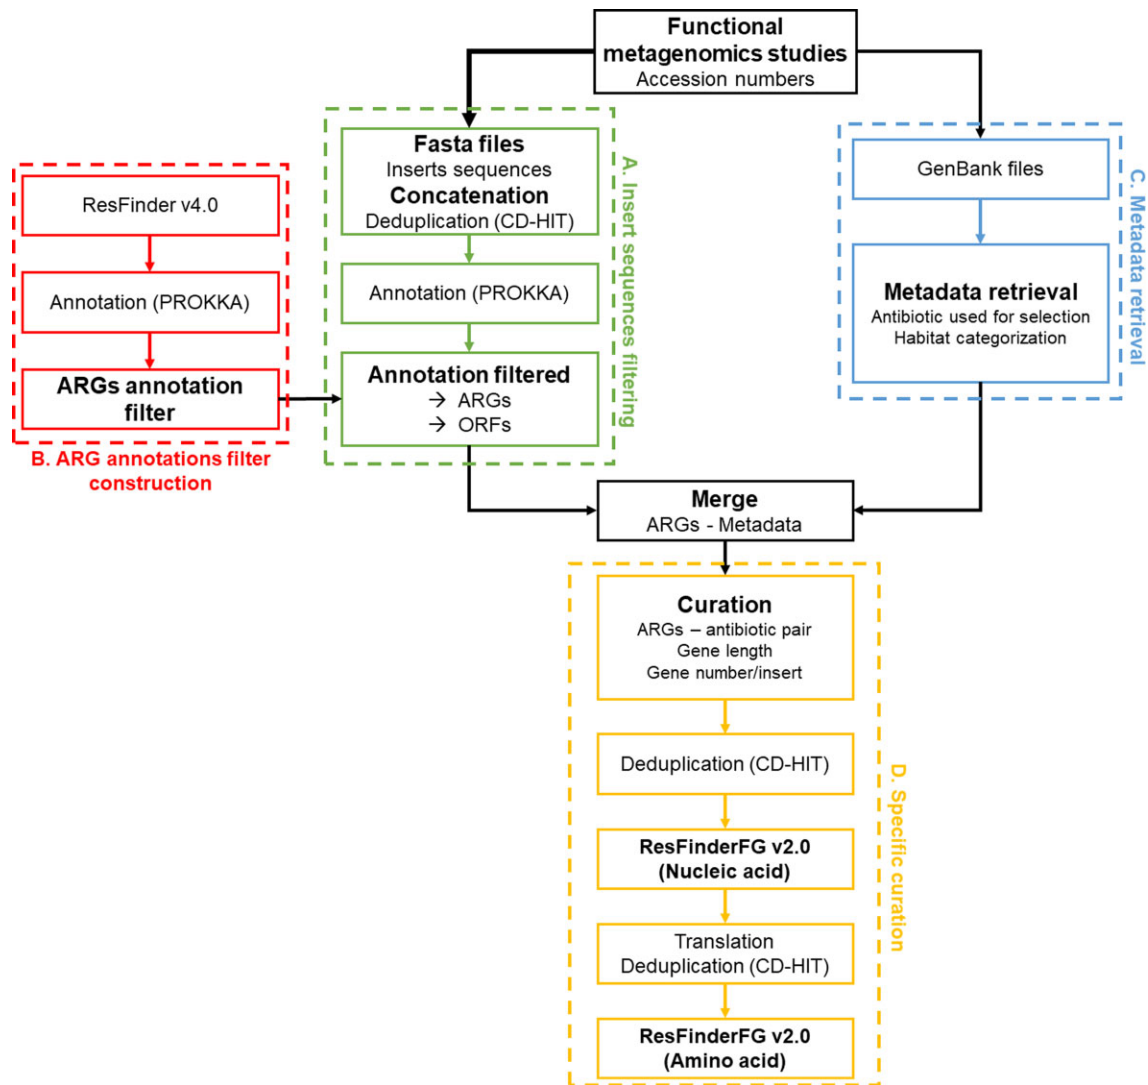 Functional
metagenomics studies
Accession numbers
Fasta files
Inserts sequences
Concatenation
Deduplication (CD-HIT)
Annotation (PROKKA)
Annotation filtered
→ ARGs
→ ORFs
A. Insert sequences filtering
ResFinder v4.0
Annotation (PROKKA)
ARGs annotation
filter
B. ARG annotations filter
construction
GenBank files
Metadata retrieval
Antibiotic used for selection
Habitat categorization
C. Metadata retrieval
Merge
ARGs - Metadata
Curation
ARGs – antibiotic pair
Gene length
Gene number/insert
Deduplication (CD-HIT)
ResFinderFG v2.0
(Nucleic acid)
Translation
Deduplication (CD-HIT)
ResFinderFG v2.0
(Amino acid)
D. Specific curation